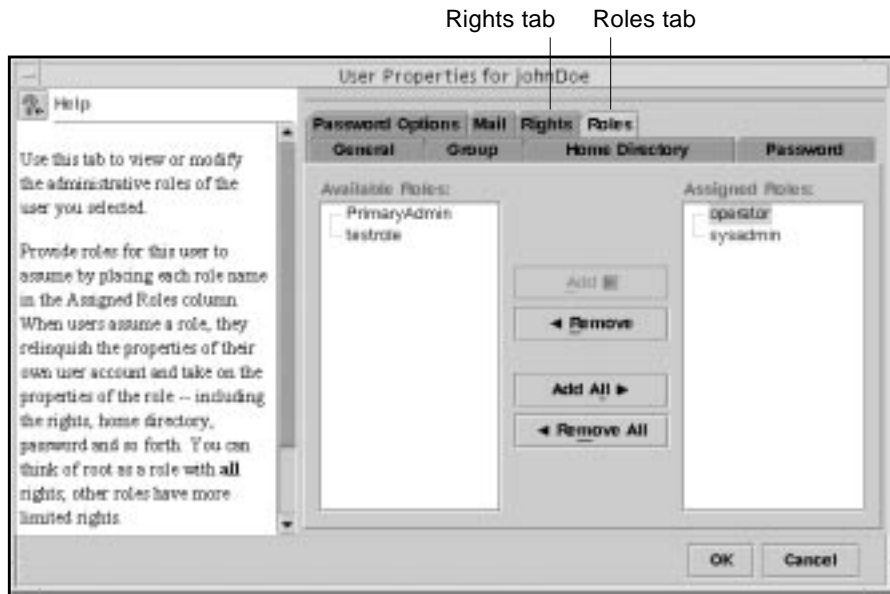 Rights tab
Roles tab
User Properties for johnDoe
Help
Use this tab to view or modify
the administrative roles of the
user you selected.
Provide roles for this user to
assume by placing each role name
in the Assigned Roles column.
When users assume a role, they
relinquish the properties of their
own user account and take on the
properties of the role -- including
the rights, home directory,
password and so forth. You can
think of root as a role with all
rights; other roles have more
limited rights.
Password Options Mail Rights Roles
General Group Home Directory Password
Available Roles:
PrimaryAdmin
testrole
Add
Remove
Add All
Remove All
Assigned Roles:
operator
sysadmin
OK Cancel